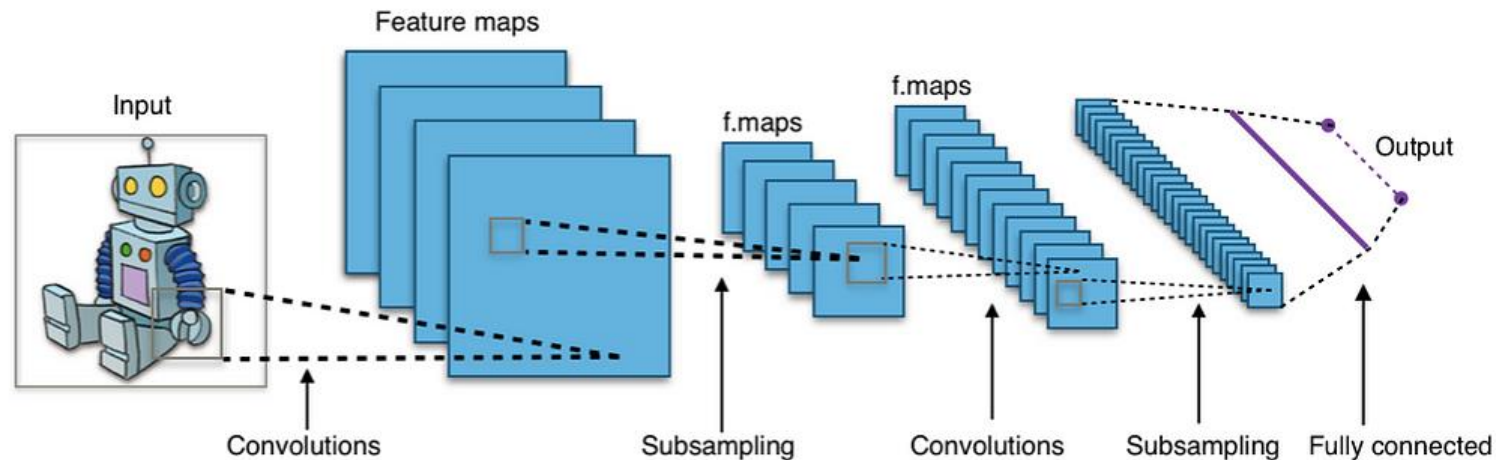 Feature maps
Input
f.maps
f.maps
Output
Convolutions
Subsampling
Convolutions
Subsampling
Fully connected